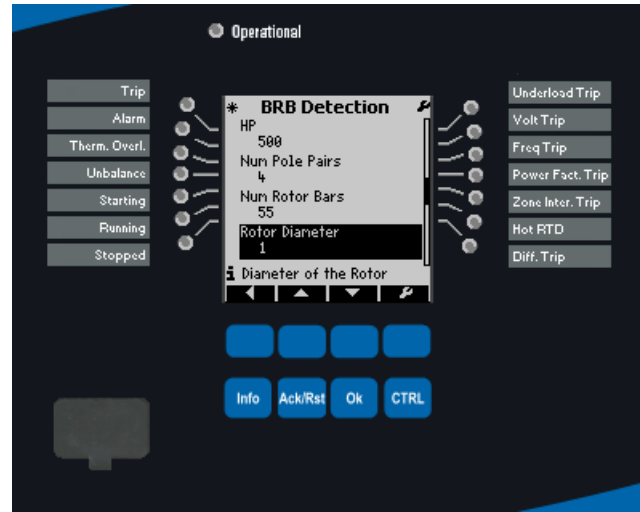 Operational
Trip
Alarm
Therm. Overl.
Unbalance
Starting
Running
Stopped
* BRB Detection
HP
500
Num Pole Pairs
4
Num Rotor Bars
55
Rotor Diameter
1
i Diameter of the Rotor
Underload Trip
Volt Trip
Freq Trip
Power Fact. Trip
Zone Inter. Trip
Hot RTD
Diff. Trip
Info Ack/Rst Ok CTRL